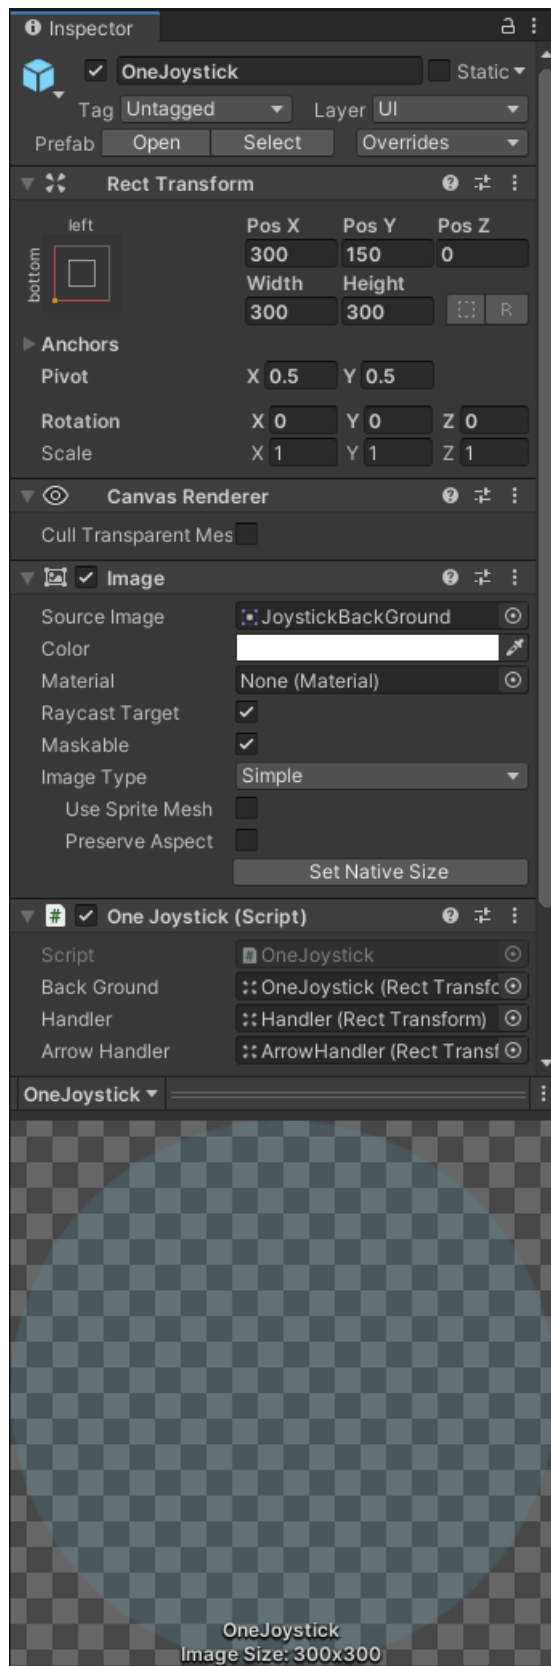 Inspector
OneJoystick Static
Tag Untagged Layer UI
Prefab Open Select Overrides
Rect Transform
left Pos X Pos Y Pos Z
bottom 300 150 0
Width Height
300 300 R
Anchors
Pivot X 0.5 Y 0.5
Rotation X 0 Y 0 Z 0
Scale X 1 Y 1 Z 1
Canvas Renderer
Cull Transparent Mes
Image
Source Image JoystickBackGround
Color
Material None (Material)
Raycast Target
Maskable
Image Type Simple
Use Sprite Mesh
Preserve Aspect
Set Native Size
# One Joystick (Script)
Script # OneJoystick
Back Ground OneJoystick (Rect Transfo
Handler Handler (Rect Transform)
Arrow Handler ArrowHandler (Rect Transf
OneJoystick
OneJoystick
Image Size: 300x300